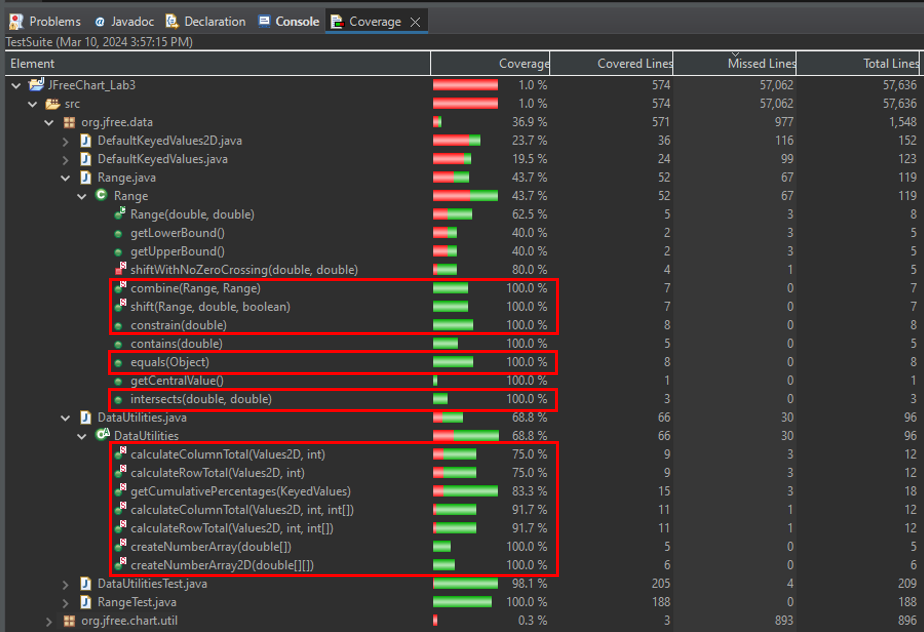 Problems Javadoc Declaration Console Coverage
TestSuite (Mar 10, 2024 3:57:15 PM)
Element Coverage Covered Lines Missed Lines Total Lines
JFreeChart_Lab3 1.0 % 574 57,062 57,636
src 1.0 % 574 57,062 57,636
org.jfree.data 36.9 % 571 977 1,548
DefaultKeyedValues2D.java 23.7 % 36 116 152
DefaultKeyedValues.java 19.5 % 24 99 123
Range.java 43.7 % 52 67 119
Range 43.7 % 52 67 119
Range(double, double) 62.5 % 5 3 8
getLowerBound() 40.0 % 2 3 5
getUpperBound() 40.0 % 2 3 5
shiftWithNoZeroCrossing(double, double) 80.0 % 4 1 5
combine(Range, Range) 100.0 % 7 0 7
shift(Range, double, boolean) 100.0 % 7 0 7
constrain(double) 100.0 % 8 0 8
contains(double) 100.0 % 5 0 5
equals(Object) 100.0 % 8 0 8
getCentralValue() 100.0 % 1 0 1
intersects(double, double) 100.0 % 3 0 3
DataUtilities.java 68.8 % 66 30 96
DataUtilities 68.8 % 66 30 96
calculateColumnTotal(Values2D, int) 75.0 % 9 3 12
calculateRowTotal(Values2D, int) 75.0 % 9 3 12
getCumulativePercentages(KeyedValues) 83.3 % 15 3 18
calculateColumnTotal(Values2D, int, int[]) 91.7 % 11 1 12
calculateRowTotal(Values2D, int, int[]) 91.7 % 11 1 12
createNumberArray(double[]) 100.0 % 5 0 5
createNumberArray2D(double[][]) 100.0 % 6 0 6
DataUtilitiesTest.java 98.1 % 205 4 209
RangeTest.java 100.0 % 188 0 188
org.jfree.chart.util 0.3 % 3 893 896